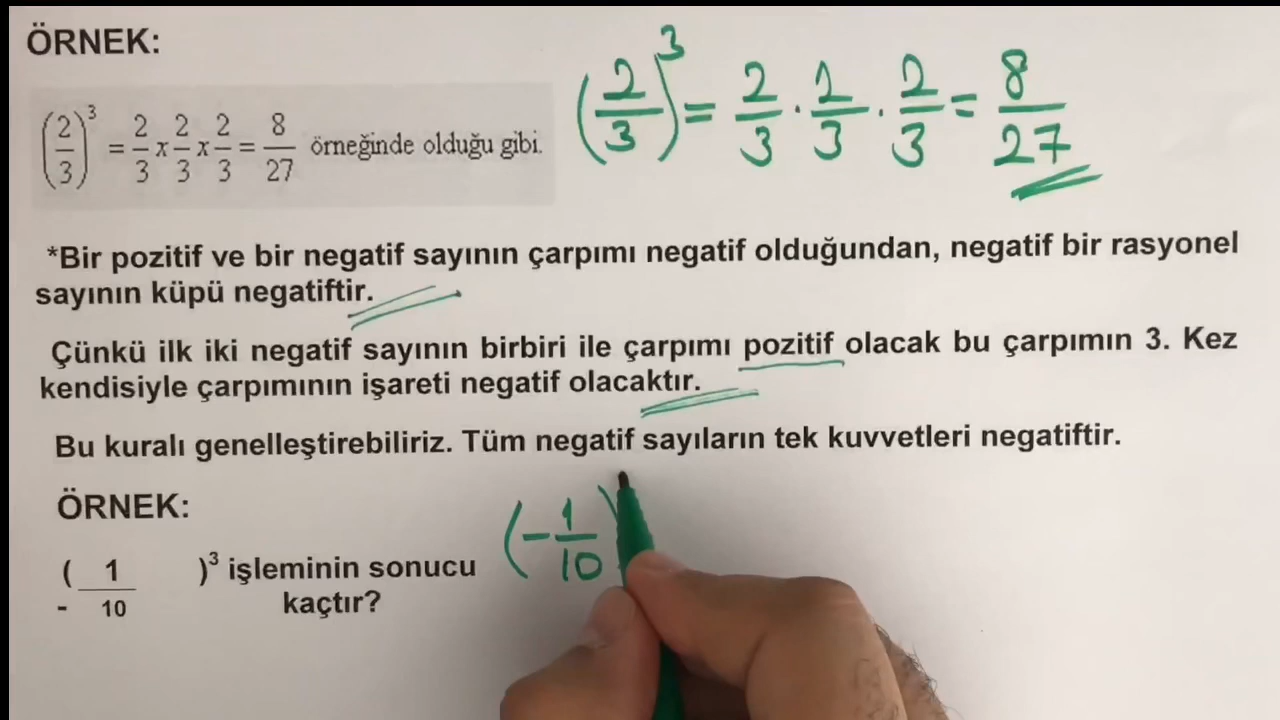 ÖRNEK:
(2/3)³ = 2/3 x 2/3 x 2/3 = 8/27 örneğinde olduğu gibi.
(2/3)³ = 2/3 · 2/3 · 2/3 = 8/27
*Bir pozitif ve bir negatif sayının çarpımı negatif olduğundan, negatif bir rasyonel
sayının küpü negatiftir.
Çünkü ilk iki negatif sayının birbiri ile çarpımı pozitif olacak bu çarpımın 3. Kez
kendisiyle çarpımının işareti negatif olacaktır.
Bu kuralı genelleştirebiliriz. Tüm negatif sayıların tek kuvvetleri negatiftir.
ÖRNEK:
(- 1/10 )³ işleminin sonucu
kaçtır?
(-1/10)